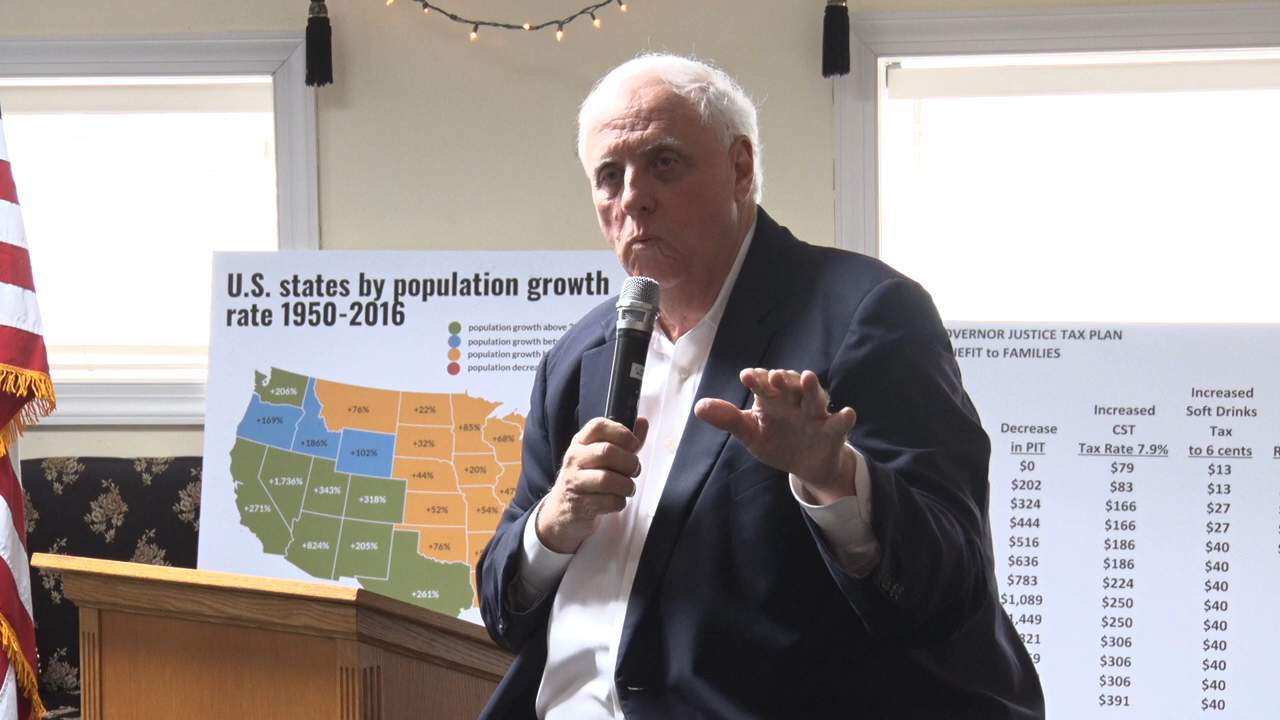 U.S. states by population growth
rate 1950-2016
population growth above
population growth
population growth
population
+206%
+169%
+76%
+22%
+85%
+68%
+186%
+102%
+32%
+1,736%
+343%
+318%
+44%
+20%
+271%
+52%
+54%
+824%
+205%
+76%
+261%
JUSTICE TAX PLAN
to FAMILIES
Increased
Increased Soft Drinks
Decrease CST Tax
in PIT Tax Rate 7.9% to 6 cents
$0 $79 $13
$202 $83 $13
$324 $166 $27
$444 $166 $27
$516 $186 $40
$636 $186 $40
$783 $224 $40
$1,089 $250 $40
$250 $40
$306 $40
$306 $40
$306 $40
$391 $40